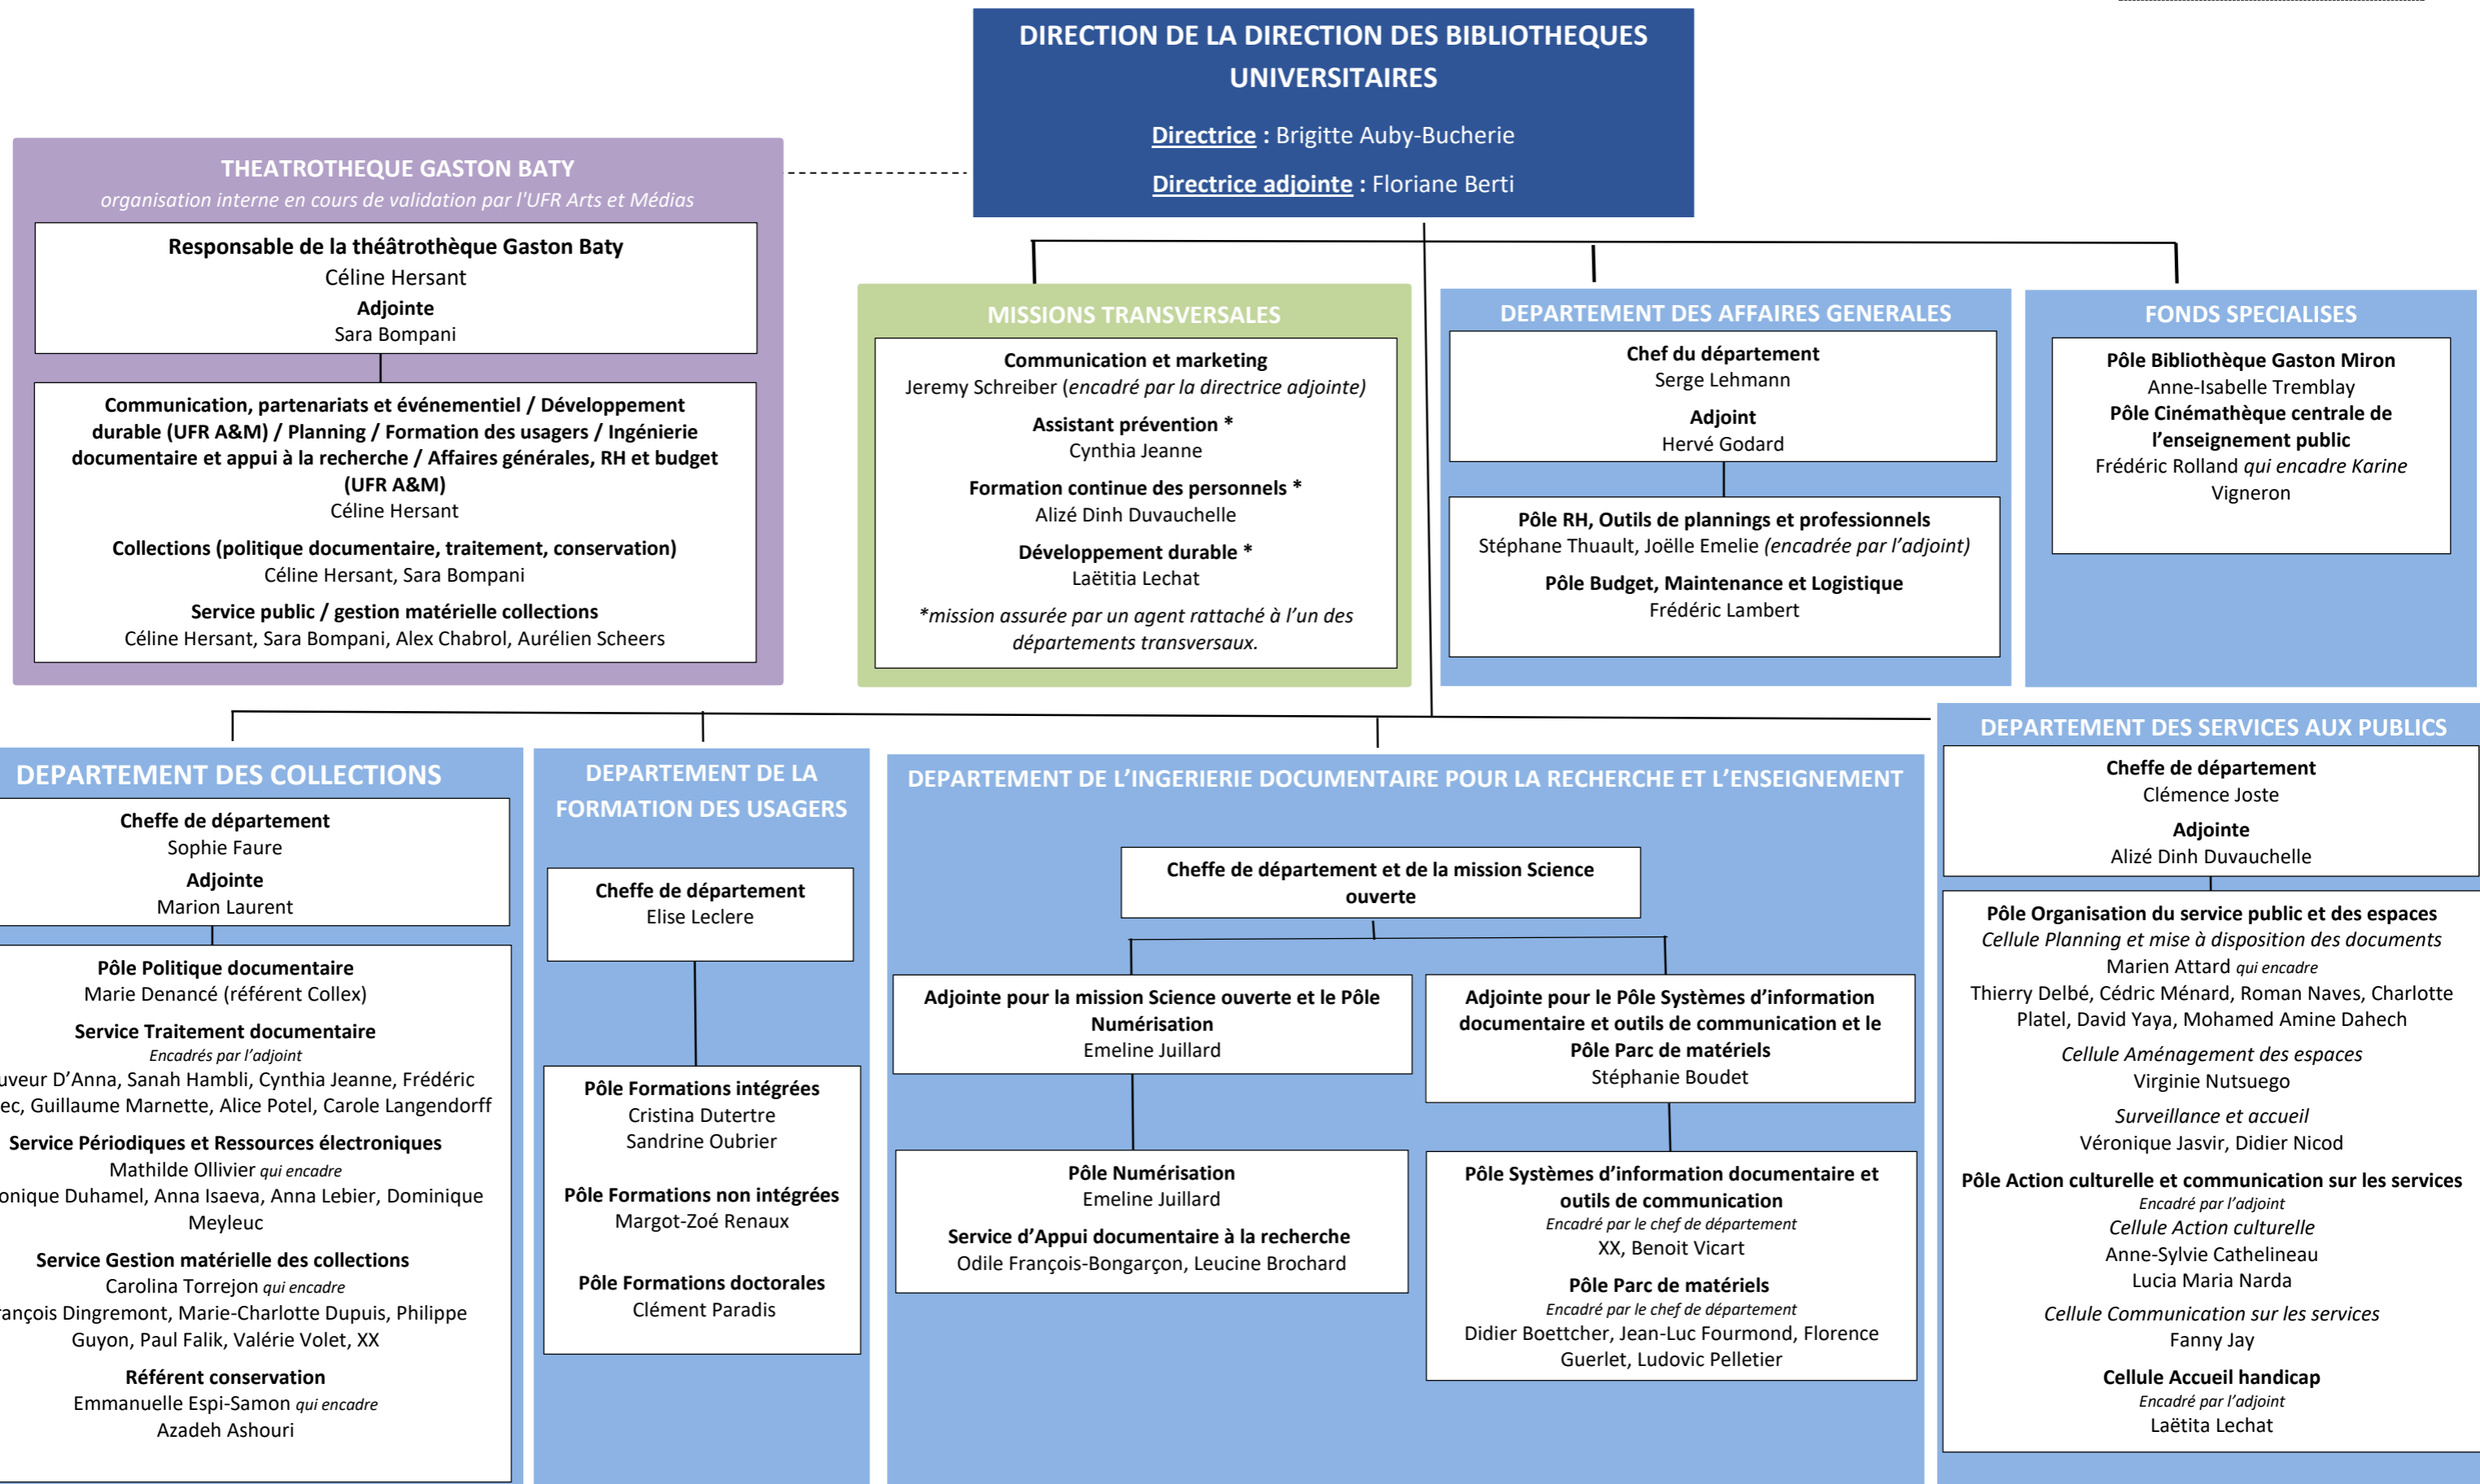 DIRECTION DE LA DIRECTION DES BIBLIOTHEQUES
UNIVERSITAIRES
Directrice : Brigitte Auby-Bucherie
Directrice adjointe : Floriane Berti
THEATROTHEQUE GASTON BATY
organisation interne en cours de validation par l'UFR Arts et Médias
Responsable de la théâtrothèque Gaston Baty
Céline Hersant
Adjointe
Sara Bompani
Communication, partenariats et événementiel / Développement
durable (UFR A&M) / Planning / Formation des usagers / Ingénierie
documentaire et appui à la recherche / Affaires générales, RH et budget
(UFR A&M)
Céline Hersant
Collections (politique documentaire, traitement, conservation)
Céline Hersant, Sara Bompani
Service public / gestion matérielle collections
Céline Hersant, Sara Bompani, Alex Chabrol, Aurélien Scheers
MISSIONS TRANSVERSALES
Communication et marketing
Jeremy Schreiber (encadré par la directrice adjointe)
Assistant prévention *
Cynthia Jeanne
Formation continue des personnels *
Alizé Dinh Duvauchelle
Développement durable *
Laëtitia Lechat
*mission assurée par un agent rattaché à l’un des
départements transversaux.
DEPARTEMENT DES AFFAIRES GENERALES
Chef du département
Serge Lehmann
Adjoint
Hervé Godard
Pôle RH, Outils de plannings et professionnels
Stéphane Thuault, Joëlle Emelie (encadrée par l’adjoint)
Pôle Budget, Maintenance et Logistique
Frédéric Lambert
FONDS SPECIALISES
Pôle Bibliothèque Gaston Miron
Anne-Isabelle Tremblay
Pôle Cinémathèque centrale de
l’enseignement public
Frédéric Rolland qui encadre Karine
Vigneron
DEPARTEMENT DES COLLECTIONS
Cheffe de département
Sophie Faure
Adjointe
Marion Laurent
Pôle Politique documentaire
Marie Denancé (référent Collex)
Service Traitement documentaire
Encadrés par l’adjoint
D’Anna, Sanah Hambli, Cynthia Jeanne, Frédéric
Guillaume Marnette, Alice Potel, Carole Langendorff
Service Périodiques et Ressources électroniques
Mathilde Ollivier qui encadre
Duhamel, Anna Isaeva, Anna Lebier, Dominique
Meyleuc
Service Gestion matérielle des collections
Carolina Torrejon qui encadre
Dingremont, Marie-Charlotte Dupuis, Philippe
Guyon, Paul Falik, Valérie Volet, XX
Référent conservation
Emmanuelle Espi-Samon qui encadre
Azadeh Ashouri
DEPARTEMENT DE LA
FORMATION DES USAGERS
Cheffe de département
Elise Leclere
Pôle Formations intégrées
Cristina Dutertre
Sandrine Oubrier
Pôle Formations non intégrées
Margot-Zoé Renaux
Pôle Formations doctorales
Clément Paradis
DEPARTEMENT DE L’INGERIERIE DOCUMENTAIRE POUR LA RECHERCHE ET L’ENSEIGNEMENT
Cheffe de département et de la mission Science
ouverte
Adjointe pour la mission Science ouverte et le Pôle
Numérisation
Emeline Juillard
Pôle Numérisation
Emeline Juillard
Service d’Appui documentaire à la recherche
Odile François-Bongarçon, Leucine Brochard
Adjointe pour le Pôle Systèmes d’information
documentaire et outils de communication et le
Pôle Parc de matériels
Stéphanie Boudet
Pôle Systèmes d’information documentaire et
outils de communication
Encadré par le chef de département
XX, Benoit Vicart
Pôle Parc de matériels
Encadré par le chef de département
Didier Boettcher, Jean-Luc Fourmond, Florence
Guerlet, Ludovic Pelletier
DEPARTEMENT DES SERVICES AUX PUBLICS
Cheffe de département
Clémence Joste
Adjointe
Alizé Dinh Duvauchelle
Pôle Organisation du service public et des espaces
Cellule Planning et mise à disposition des documents
Marien Attard qui encadre
Thierry Delbé, Cédric Ménard, Roman Naves, Charlotte
Platel, David Yaya, Mohamed Amine Dahech
Cellule Aménagement des espaces
Virginie Nutsuego
Surveillance et accueil
Véronique Jasvir, Didier Nicod
Pôle Action culturelle et communication sur les services
Encadré par l’adjoint
Cellule Action culturelle
Anne-Sylvie Cathelineau
Lucia Maria Narda
Cellule Communication sur les services
Fanny Jay
Cellule Accueil handicap
Encadré par l’adjoint
Laëtita Lechat